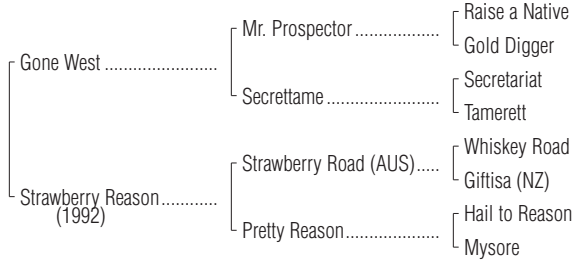 Raise a Native
Mr. Prospector
Gold Digger
Gone West
Secretariat
Secrettame
Tamerett
Whiskey Road
Strawberry Road (AUS)
Giftisa (NZ)
Strawberry Reason
(1992)
Hail to Reason
Pretty Reason
Mysore